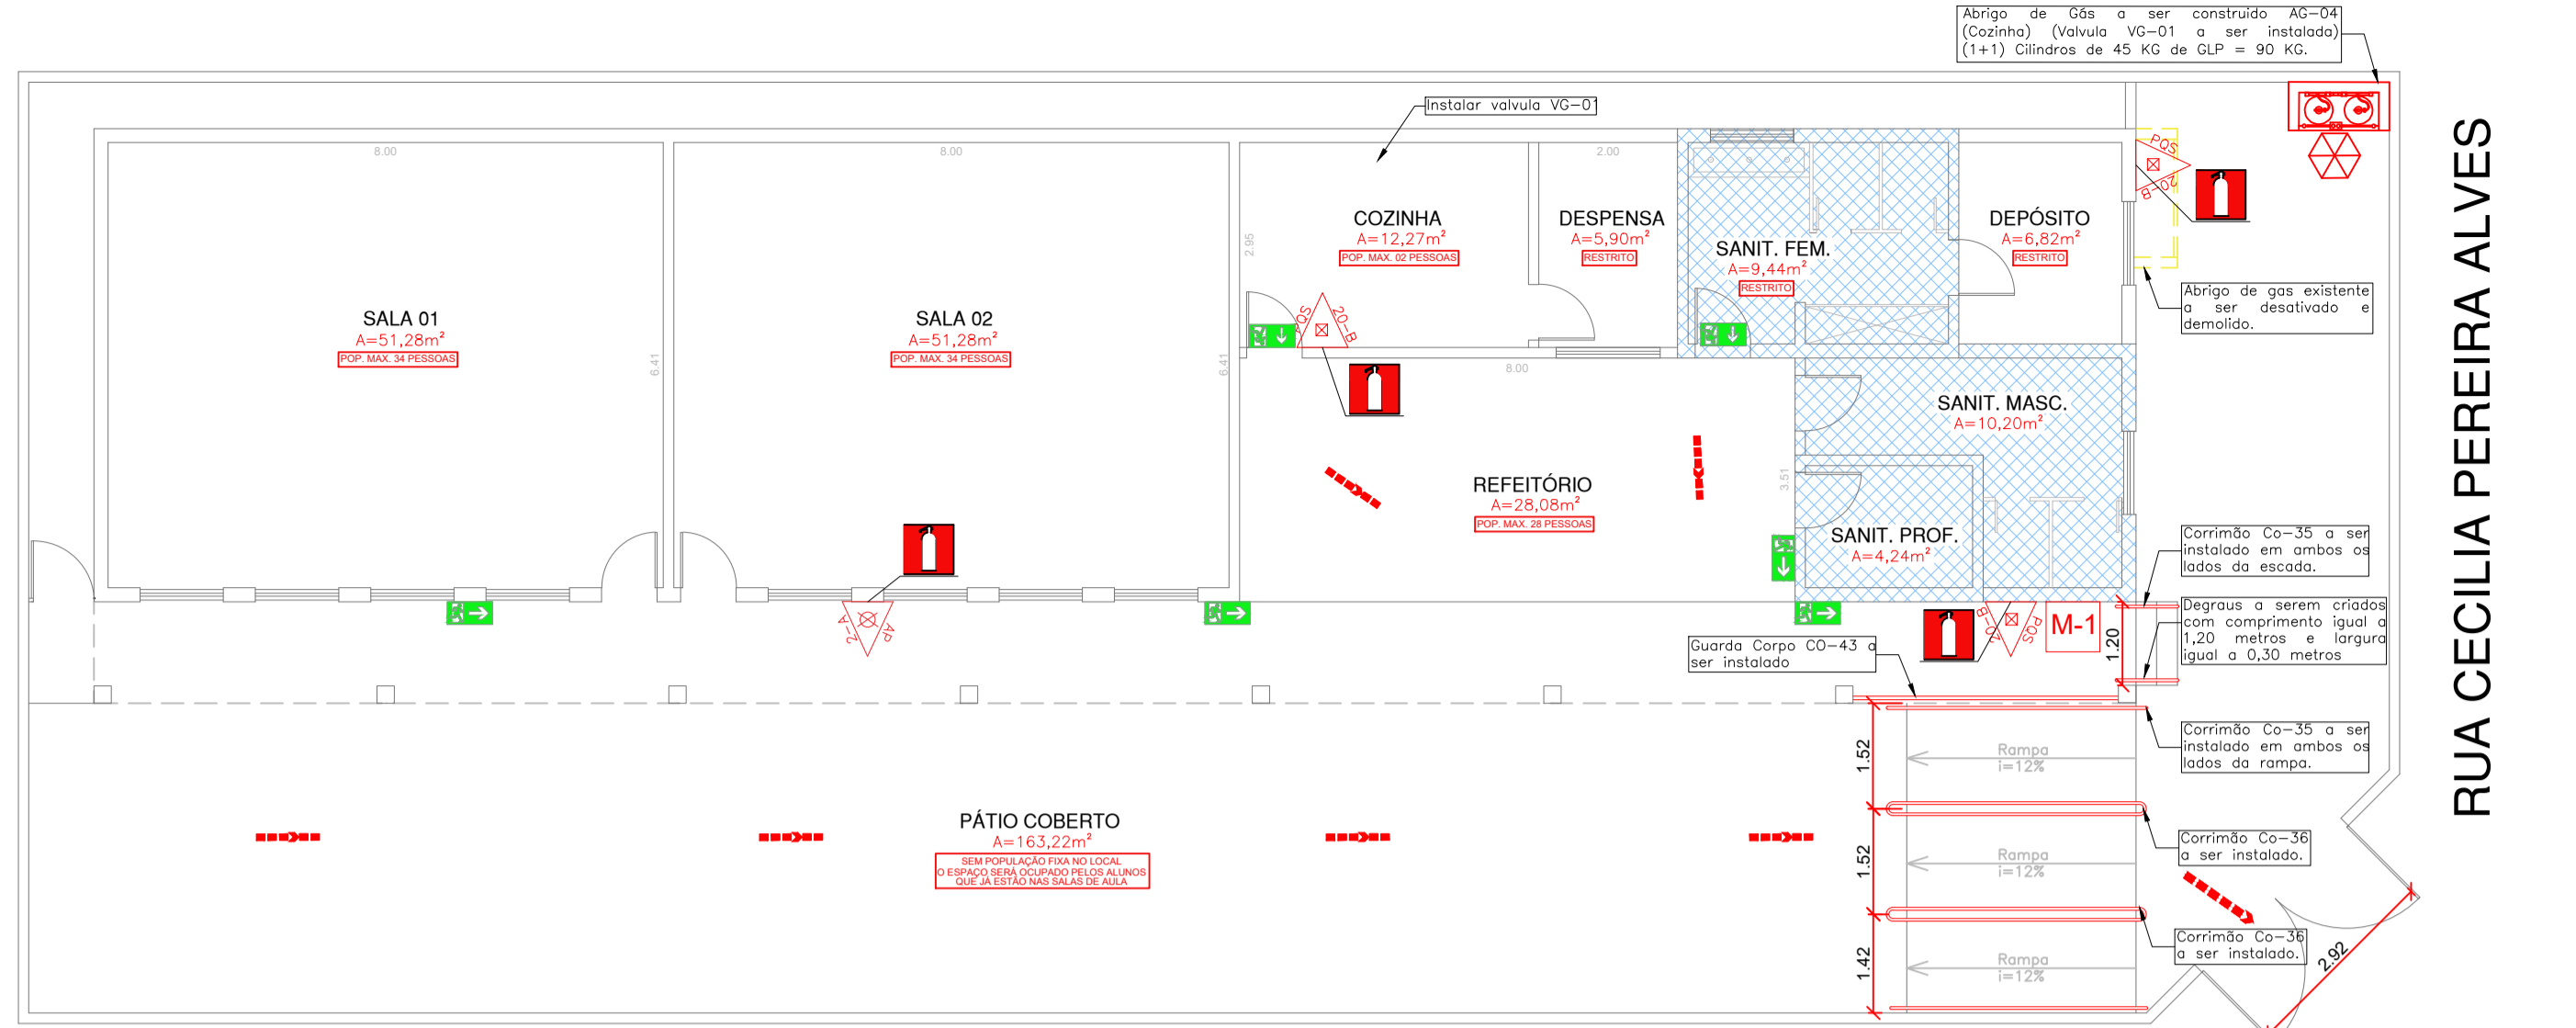 Abrigo de Gás a ser construido AG-04
(Cozinha) (Valvula VG-01 a ser instalada)
(1+1) Cilindros de 45 KG de GLP = 90 KG.
Instalar valvula VG-01
8.00
8.00
2.00
PQS
20-B
COZINHA
A=12,27m²
POP. MAX. 02 PESSOAS
2.95
DESPENSA
A=5,90m²
RESTRITO
SANIT. FEM.
A=9,44m²
RESTRITO
DEPÓSITO
A=6,82m²
RESTRITO
Abrigo de gas existente
a ser desativado e
demolido.
SALA 01
A=51,28m²
POP. MAX. 34 PESSOAS
6.41
SALA 02
A=51,28m²
POP. MAX. 34 PESSOAS
6.41
PQS
20-B
8.00
SANIT. MASC.
A=10,20m²
REFEITÓRIO
A=28,08m²
POP. MAX. 28 PESSOAS
3.51
SANIT. PROF.
A=4,24m²
Corrimão Co-35 a ser
instalado em ambos os
lados da escada.
Degraus a serem criados
com comprimento igual a
1,20 metros e largura
igual a 0,30 metros
2-A
AP
20-B
PQS
M-1
1.20
Guarda Corpo CO-43 a
ser instalado
Corrimão Co-35 a ser
instalado em ambos os
lados da rampa.
1.52
Rampa
i=12%
PÁTIO COBERTO
A=163,22m²
SEM POPULAÇÃO FIXA NO LOCAL
O ESPAÇO SERÁ OCUPADO PELOS ALUNOS
QUE JÁ ESTÃO NAS SALAS DE AULA
1.52
Rampa
i=12%
Corrimão Co-36
a ser instalado.
1.42
Rampa
i=12%
Corrimão Co-36
a ser instalado.
2.92
RUA CECILIA PEREIRA ALVES